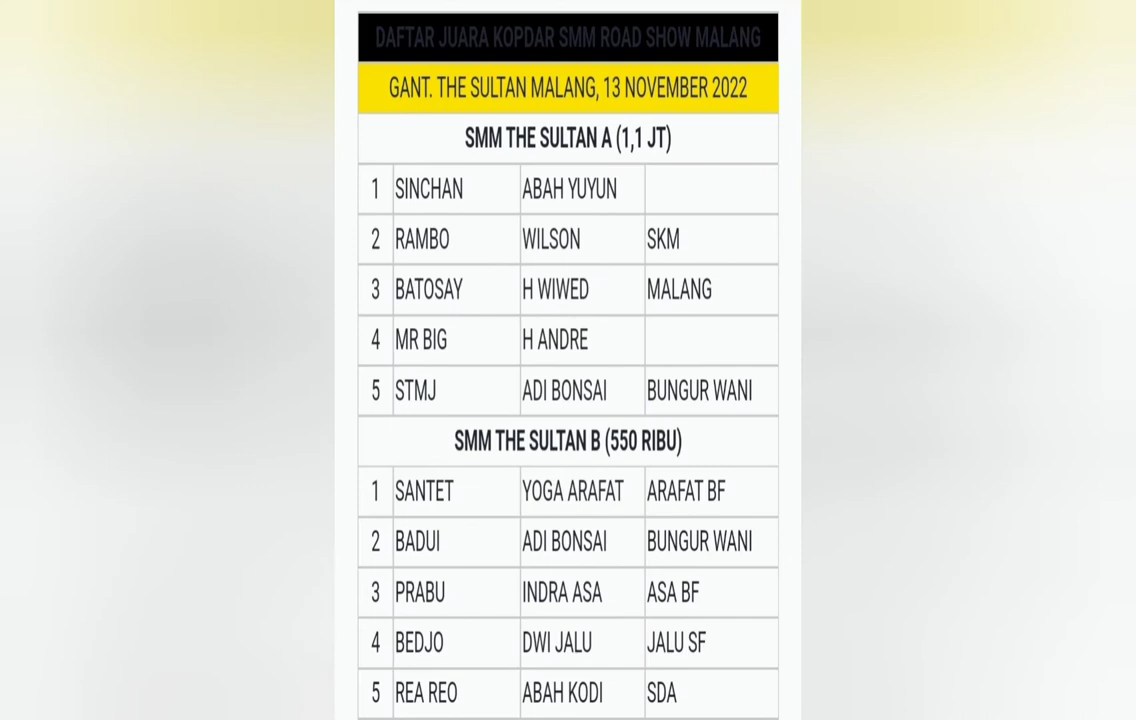 DAFTAR JUARA KOPDAR SMM ROAD SHOW MALANG
GANT. THE SULTAN MALANG, 13 NOVEMBER 2022
SMM THE SULTAN A (1,1 JT)
1 SINCHAN ABAH YUYUN
2 RAMBO WILSON SKM
3 BATOSAY H WIWED MALANG
4 MR BIG H ANDRE
5 STMJ ADI BONSAI BUNGUR WANI
SMM THE SULTAN B (550 RIBU)
1 SANTET YOGA ARAFAT ARAFAT BF
2 BADUI ADI BONSAI BUNGUR WANI
3 PRABU INDRA ASA ASA BF
4 BEDJO DWI JALU JALU SF
5 REA REO ABAH KODI SDA